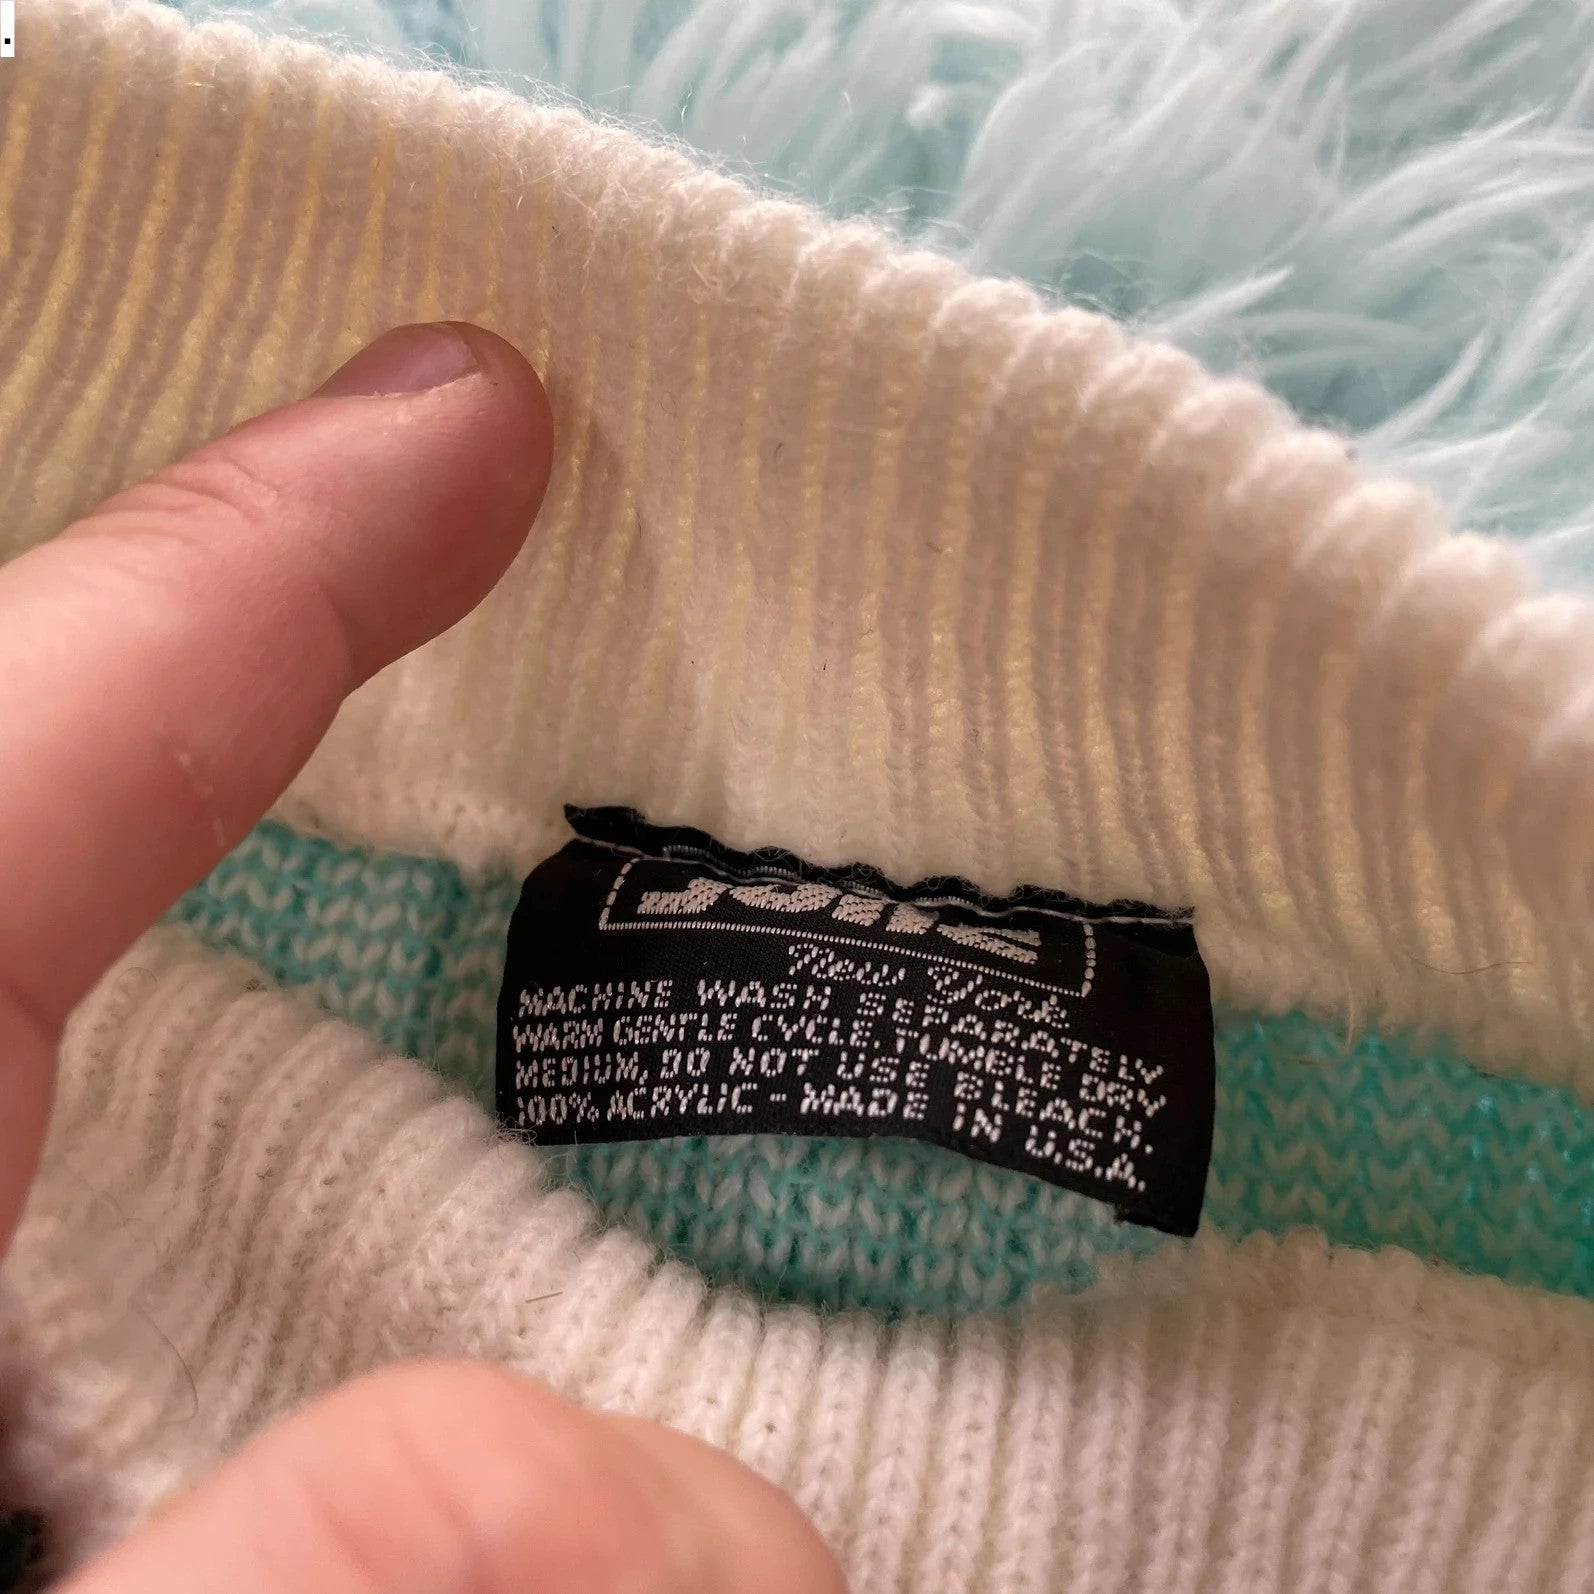 .
New York
MACHINE WASH SEPARATELY
WARM GENTLE CYCLE. TUMBLE DRY
MEDIUM, DO NOT USE BLEACH.
100% ACRYLIC - MADE IN U.S.A.